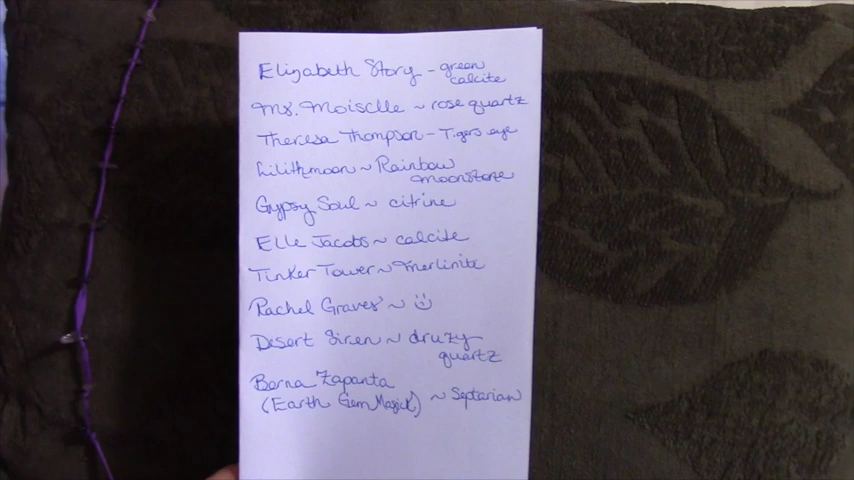 Elizabeth Story - green
calcite
Ms. Moiselle ~ rose quartz
Theresa Thompson - Tigers eye
Lilithmoon ~ Rainbow
moonstone
Gypsy Soul ~ citrine
Elle Jacobs ~ calcite
Tinker Tower ~ Merlinite
Rachel Graves ~ :)
Desert Siren ~ druzy
quartz
Berna Zapanta
(Earth Gem Magick) ~ Septarian